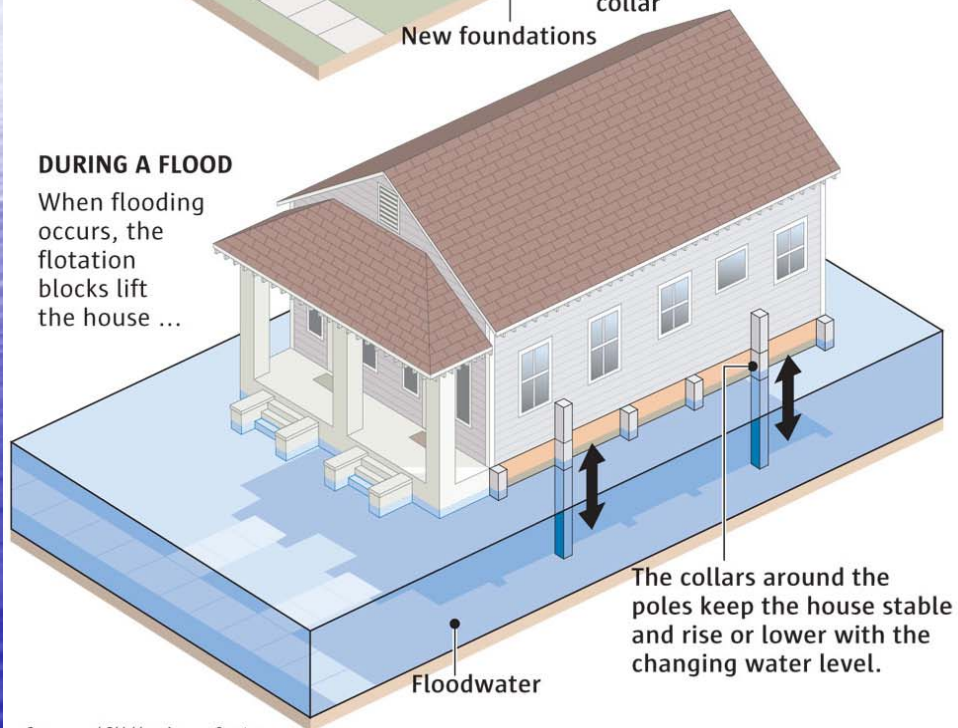 collar
New foundations
DURING A FLOOD
When flooding
occurs, the
flotation
blocks lift
the house ...
The collars around the
poles keep the house stable
and rise or lower with the
changing water level.
Floodwater